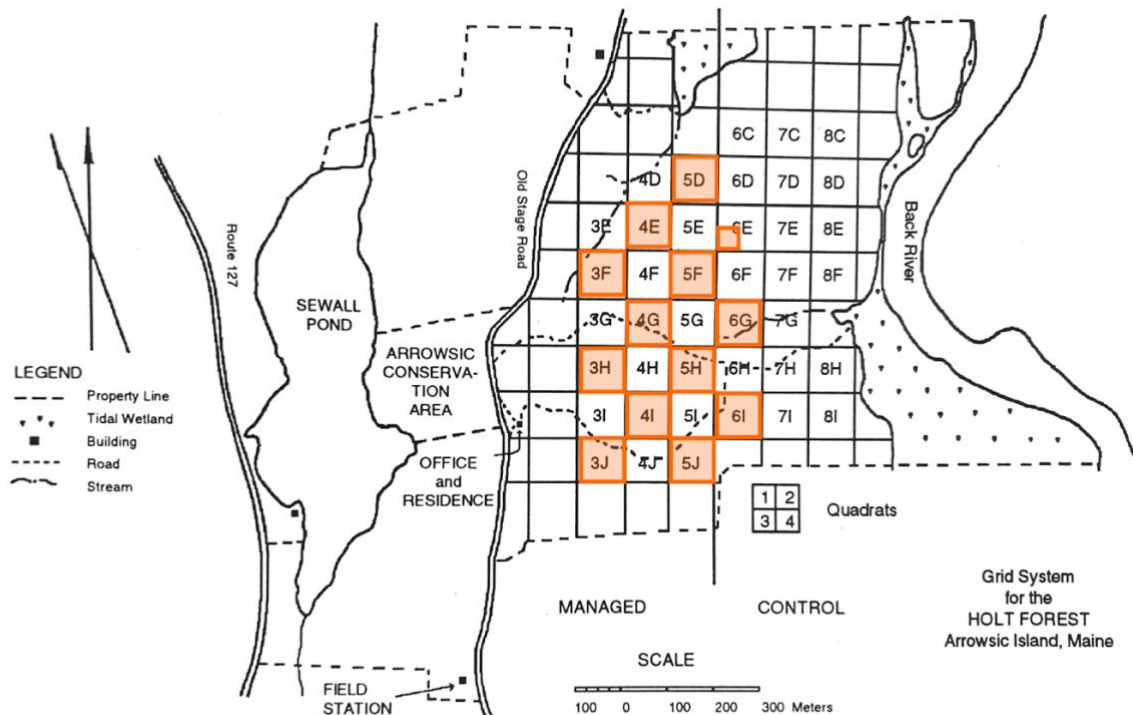 6C 7C 8C
4D 5D 6D 7D 8D
3E 4E 5E 6E 7E 8E
3F 4F 5F 6F 7F 8F
3G 4G 5G 6G 7G
3H 4H 5H 6H 7H 8H
3I 4I 5I 6I 7I 8I
3J 4J 5J
Old Stage Road
Back River
Route 127
SEWALL
POND
ARROWSIC
CONSERVA-
TION
AREA
LEGEND
Property Line
Tidal Wetland
Building
Road
Stream
OFFICE
and
RESIDENCE
1 2
3 4
Quadrats
MANAGED
CONTROL
Grid System
for the
HOLT FOREST
Arrowsic Island, Maine
SCALE
100 0 100 200 300 Meters
FIELD
STATION